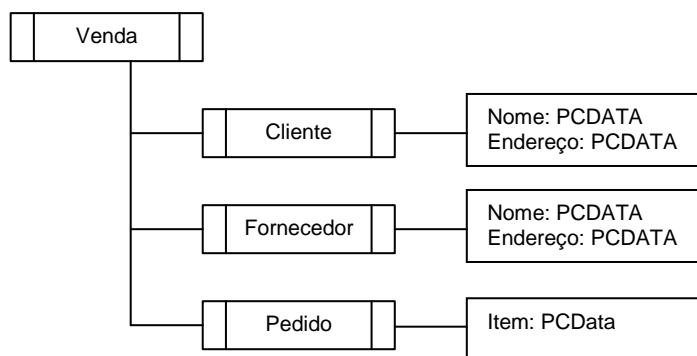 Venda
Cliente
Nome: PCDATA
Endereço: PCDATA
Fornecedor
Nome: PCDATA
Endereço: PCDATA
Pedido
Item: PCData